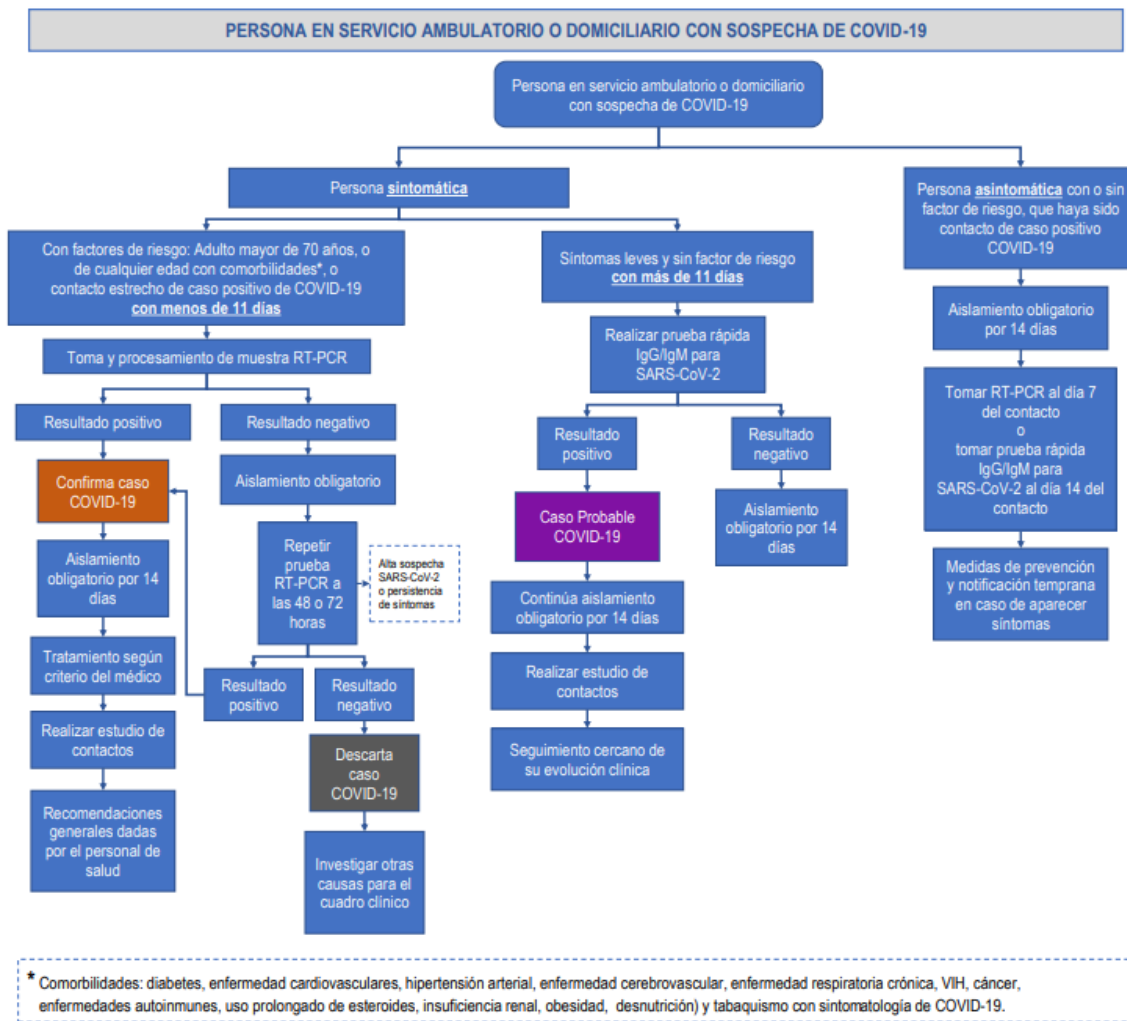 PERSONA EN SERVICIO AMBULATORIO O DOMICILIARIO CON SOSPECHA DE COVID-19
Persona en servicio ambulatorio o domiciliario
con sospecha de COVID-19
Persona sintomática
Persona asintomática con o sin
factor de riesgo, que haya sido
contacto de caso positivo
COVID-19
Con factores de riesgo: Adulto mayor de 70 años, o
de cualquier edad con comorbilidades*, o
contacto estrecho de caso positivo de COVID-19
con menos de 11 días
Síntomas leves y sin factor de riesgo
con más de 11 días
Aislamiento obligatorio
por 14 días
Toma y procesamiento de muestra RT-PCR
Realizar prueba rápida
IgG/IgM para
SARS-CoV-2
Tomar RT-PCR al día 7
del contacto
o
tomar prueba rápida
IgG/IgM para
SARS-CoV-2 al día 14 del
contacto
Resultado positivo
Resultado negativo
Resultado
positivo
Resultado
negativo
Confirma caso
COVID-19
Aislamiento obligatorio
Caso Probable
COVID-19
Aislamiento
obligatorio por 14
días
Repetir
prueba
RT-PCR a
las 48 o 72
horas
Alta sospecha
SARS-CoV-2
o persistencia
de síntomas
Aislamiento
obligatorio por 14
días
Medidas de prevención
y notificación temprana
en caso de aparecer
síntomas
Continúa aislamiento
obligatorio por 14 días
Tratamiento según
criterio del médico
Resultado
positivo
Resultado
negativo
Realizar estudio de
contactos
Realizar estudio de
contactos
Descarta
caso
COVID-19
Seguimiento cercano de
su evolución clínica
Recomendaciones
generales dadas
por el personal de
salud
Investigar otras
causas para el
cuadro clínico
* Comorbilidades: diabetes, enfermedad cardiovasculares, hipertensión arterial, enfermedad cerebrovascular, enfermedad respiratoria crónica, VIH, cáncer,
enfermedades autoinmunes, uso prolongado de esteroides, insuficiencia renal, obesidad, desnutrición) y tabaquismo con sintomatología de COVID-19.